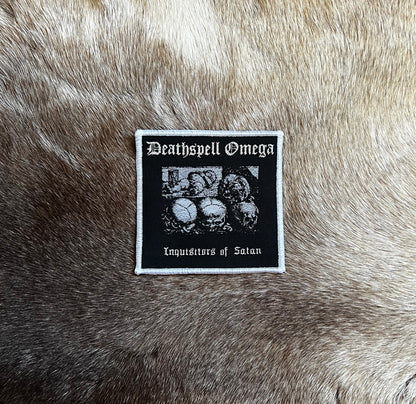 Deathspell Omega
Inquisitors of Satan